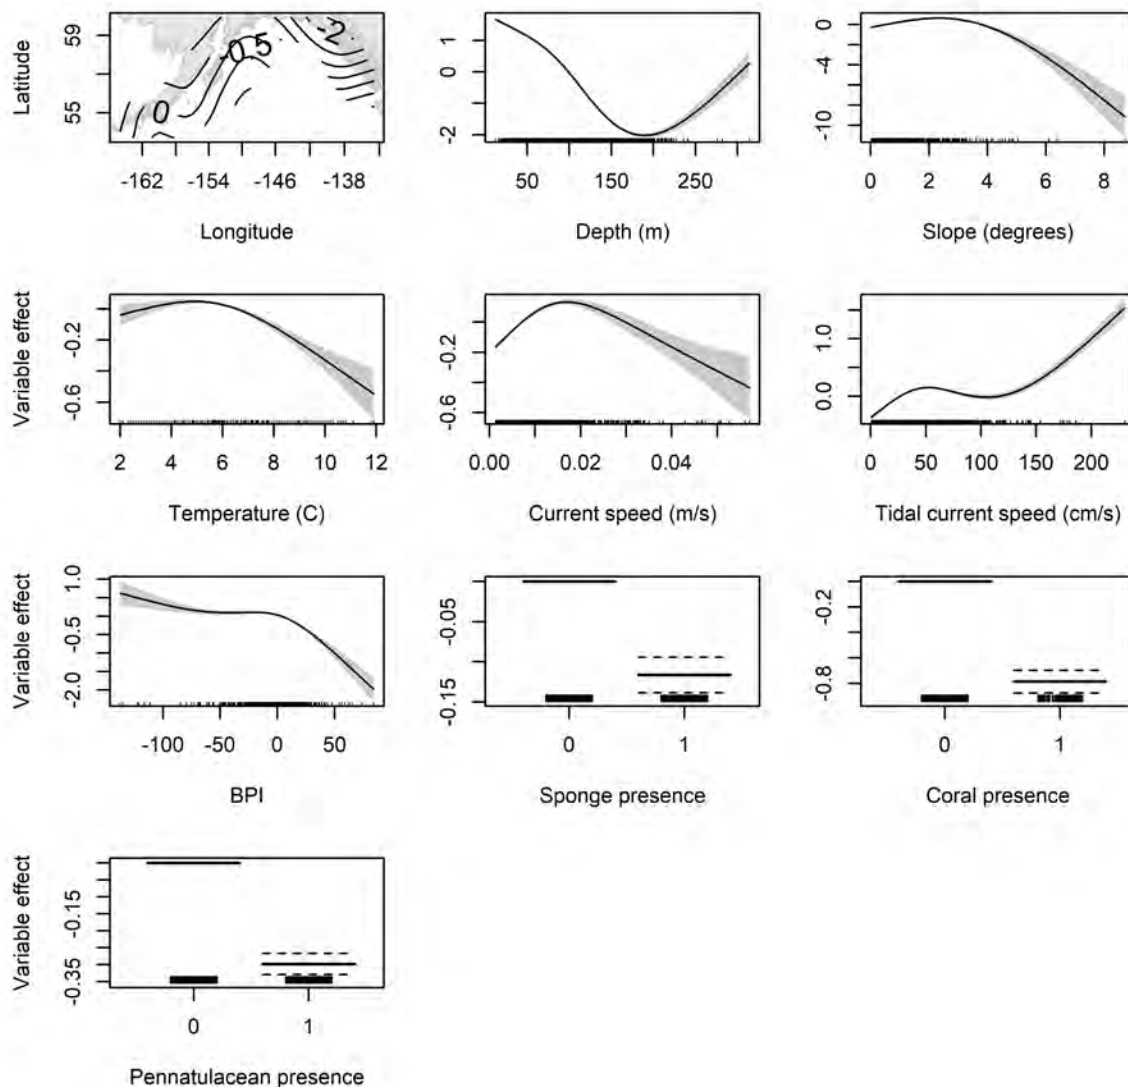 Latitude
59
55
0
-0.5
-2
-162 -154 -146 -138
Longitude
1
0
-2
50 150 250
Depth (m)
0
-4
-10
0 2 4 6 8
Slope (degrees)
Variable effect
-0.2
-0.6
2 4 6 8 10 12
Temperature (C)
-0.2
-0.6
0.00 0.02 0.04
Current speed (m/s)
1.0
0.0
0 50 100 200
Tidal current speed (cm/s)
Variable effect
1.0
-0.5
-2.0
-100 -50 0 50
BPI
-0.05
-0.15
0 1
Sponge presence
-0.2
-0.8
0 1
Coral presence
Variable effect
-0.15
-0.35
0 1
Pennatulacean presence